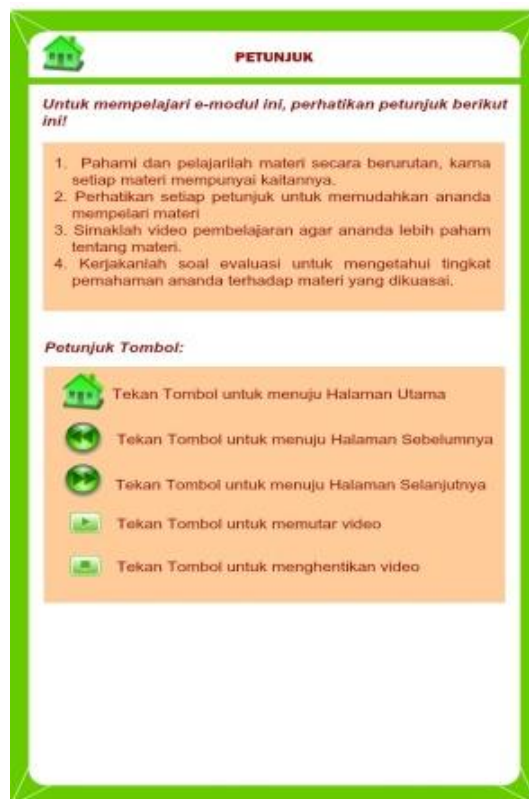 PETUNJUK
Untuk mempelajari e-modul ini, perhatikan petunjuk berikut
ini!
1. Pahami dan pelajarilah materi secara berurutan, karna
setiap materi mempunyai kaitannya.
2. Perhatikan setiap petunjuk untuk memudahkan ananda
mempelari materi
3. Simaklah video pembelajaran agar ananda lebih paham
tentang materi.
4. Kerjakanlah soal evaluasi untuk mengetahui tingkat
pemahaman ananda terhadap materi yang dikuasai.
Petunjuk Tombol:
Tekan Tombol untuk menuju Halaman Utama
Tekan Tombol untuk menuju Halaman Sebelumnya
Tekan Tombol untuk menuju Halaman Selanjutnya
Tekan Tombol untuk memutar video
Tekan Tombol untuk menghentikan video